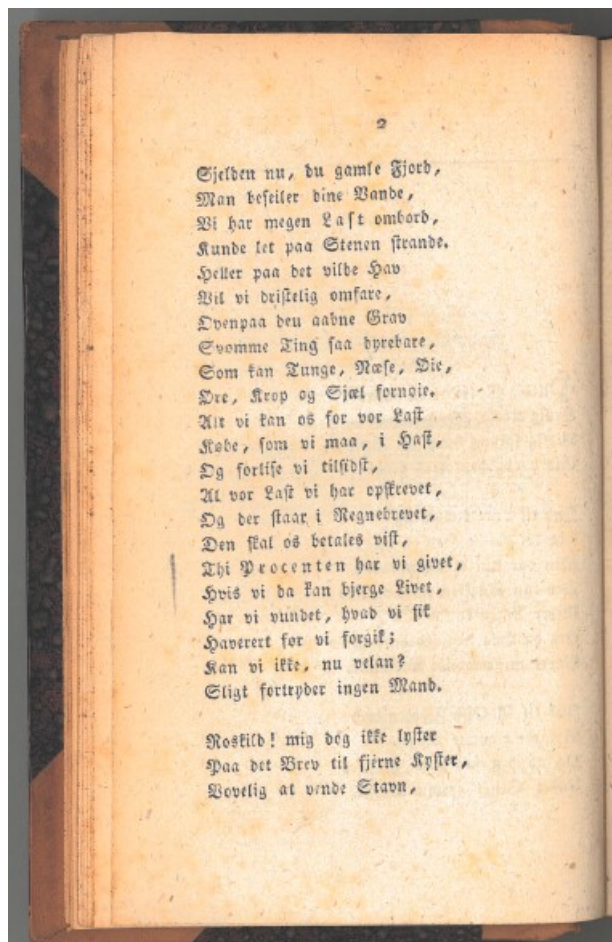 2
Sjelden nu, du gamle Fjord,
Man beseiler dine Vande,
Vi har megen Last ombord,
Kunde let paa Stenen strande.
Heller paa det vilde Hav
Vil vi dristelig omfare,
Ovenpaa den aabne Grav
Svømme Ting saa dyrebare,
Som kan Tunge, Næse, Øie,
Øre, Krop og Sjæl fornøie.
Alt vi kan os for vor Last
Købe, som vi maa, i Hast,
Og forlise vi tilsidst,
Al vor Last vi har opskrevet,
Og der staar i Regnebrevet,
Den skal os betales vist,
Thi Procenten har vi givet,
Hvis vi da kan bjerge Livet,
Har vi vundet, hvad vi fik
Havereret før vi forgik;
Kan vi ikke, nu velan?
Sligt fortryder ingen Mand.
Roskild! mig dog ikke lyster
Paa det Brev til fjerne Kyster,
Vovelig at vende Stavn,